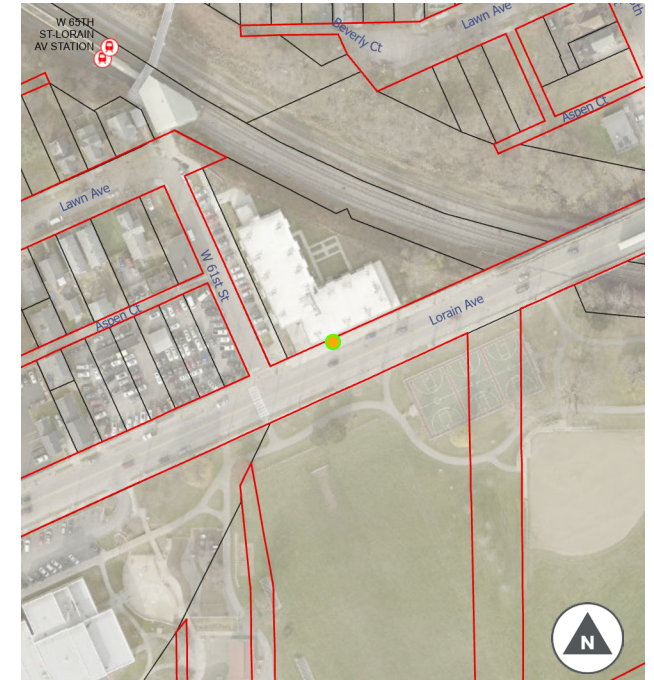 W 65TH
ST-LORAIN
AV STATION
Beverly Ct
Lawn Ave
Aspen Ct
Lawn Ave
W 61st St
Aspen Ct
Lorain Ave
N